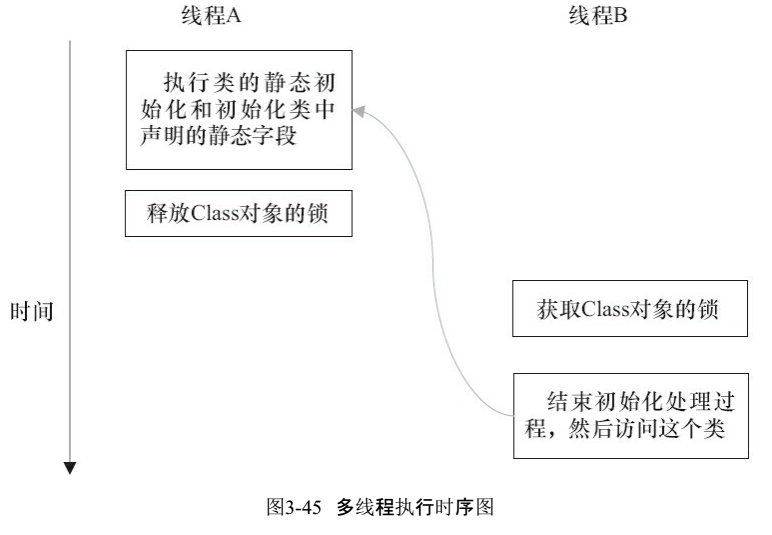 线程A
线程B
执行类的静态初
始化和初始化类中
声明的静态字段
释放Class对象的锁
时间
获取Class对象的锁
结束初始化处理过
程，然后访问这个类
图3-45 多线程执行时序图